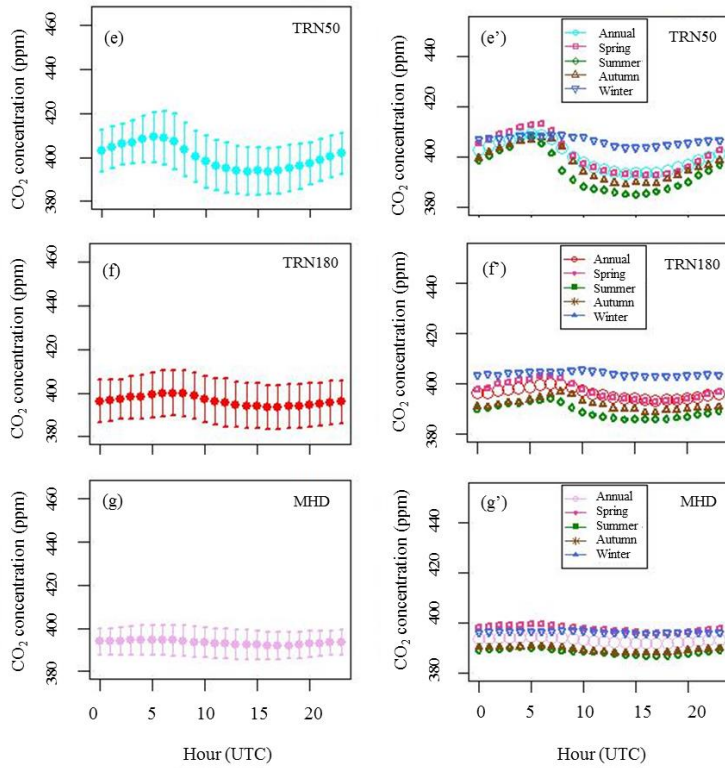 (e)
TRN50
CO₂ concentration (ppm)
380 400 420 440 460
(e’)
TRN50
Annual
Spring
Summer
Autumn
Winter
CO₂ concentration (ppm)
380 400 420 440
(f)
TRN180
CO₂ concentration (ppm)
380 400 420 440 460
(f’)
TRN180
Annual
Spring
Summer
Autumn
Winter
CO₂ concentration (ppm)
380 400 420 440
(g)
MHD
CO₂ concentration (ppm)
380 400 420 440 460
0 5 10 15 20
Hour (UTC)
(g’)
MHD
Annual
Spring
Summer
Autumn
Winter
CO₂ concentration (ppm)
380 400 420 440
0 5 10 15 20
Hour (UTC)